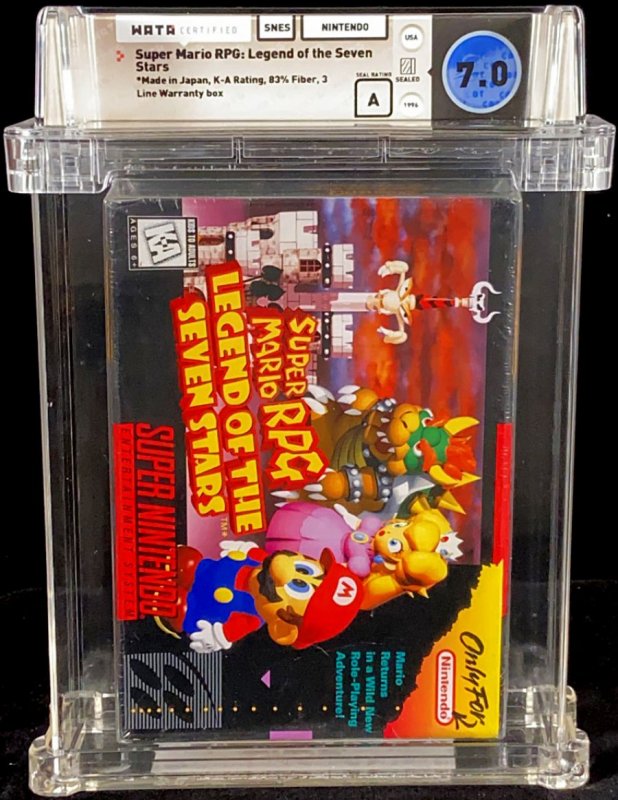 WATA CERTIFIED
SNES
NINTENDO
USA
Super Mario RPG: Legend of the Seven
Stars
*Made in Japan, K-A Rating, 83% Fiber, 3
Line Warranty box
SEAL RATING
A
SEALED
1996
7.0
KIDS TO ADULTS
K-A
AGES 6+
SUPER
MARIO RPG
LEGEND OF THE
SEVEN STARS
TM
SUPER NINTENDO
ENTERTAINMENT SYSTEM
M
Mario
Returns
in a Wild New
Role-Playing
Adventure!
Only For
Nintendo